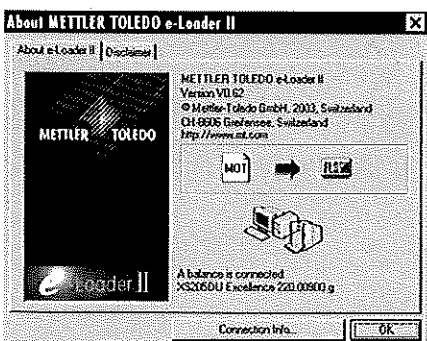 About METTLER TOLEDO e-Loader II
About e-Loader II
Disclaimer
METTLER TOLEDO e-Loader II
Version V0.62
© Mettler-Toledo GmbH, 2003, Switzerland
CH-8606 Greifensee, Switzerland
http://www.mt.com
METTLER TOLEDO
MOT
e-Loader II
A balance is connected
XS205DU Excellence 220.00900 g
Connection Info...
OK